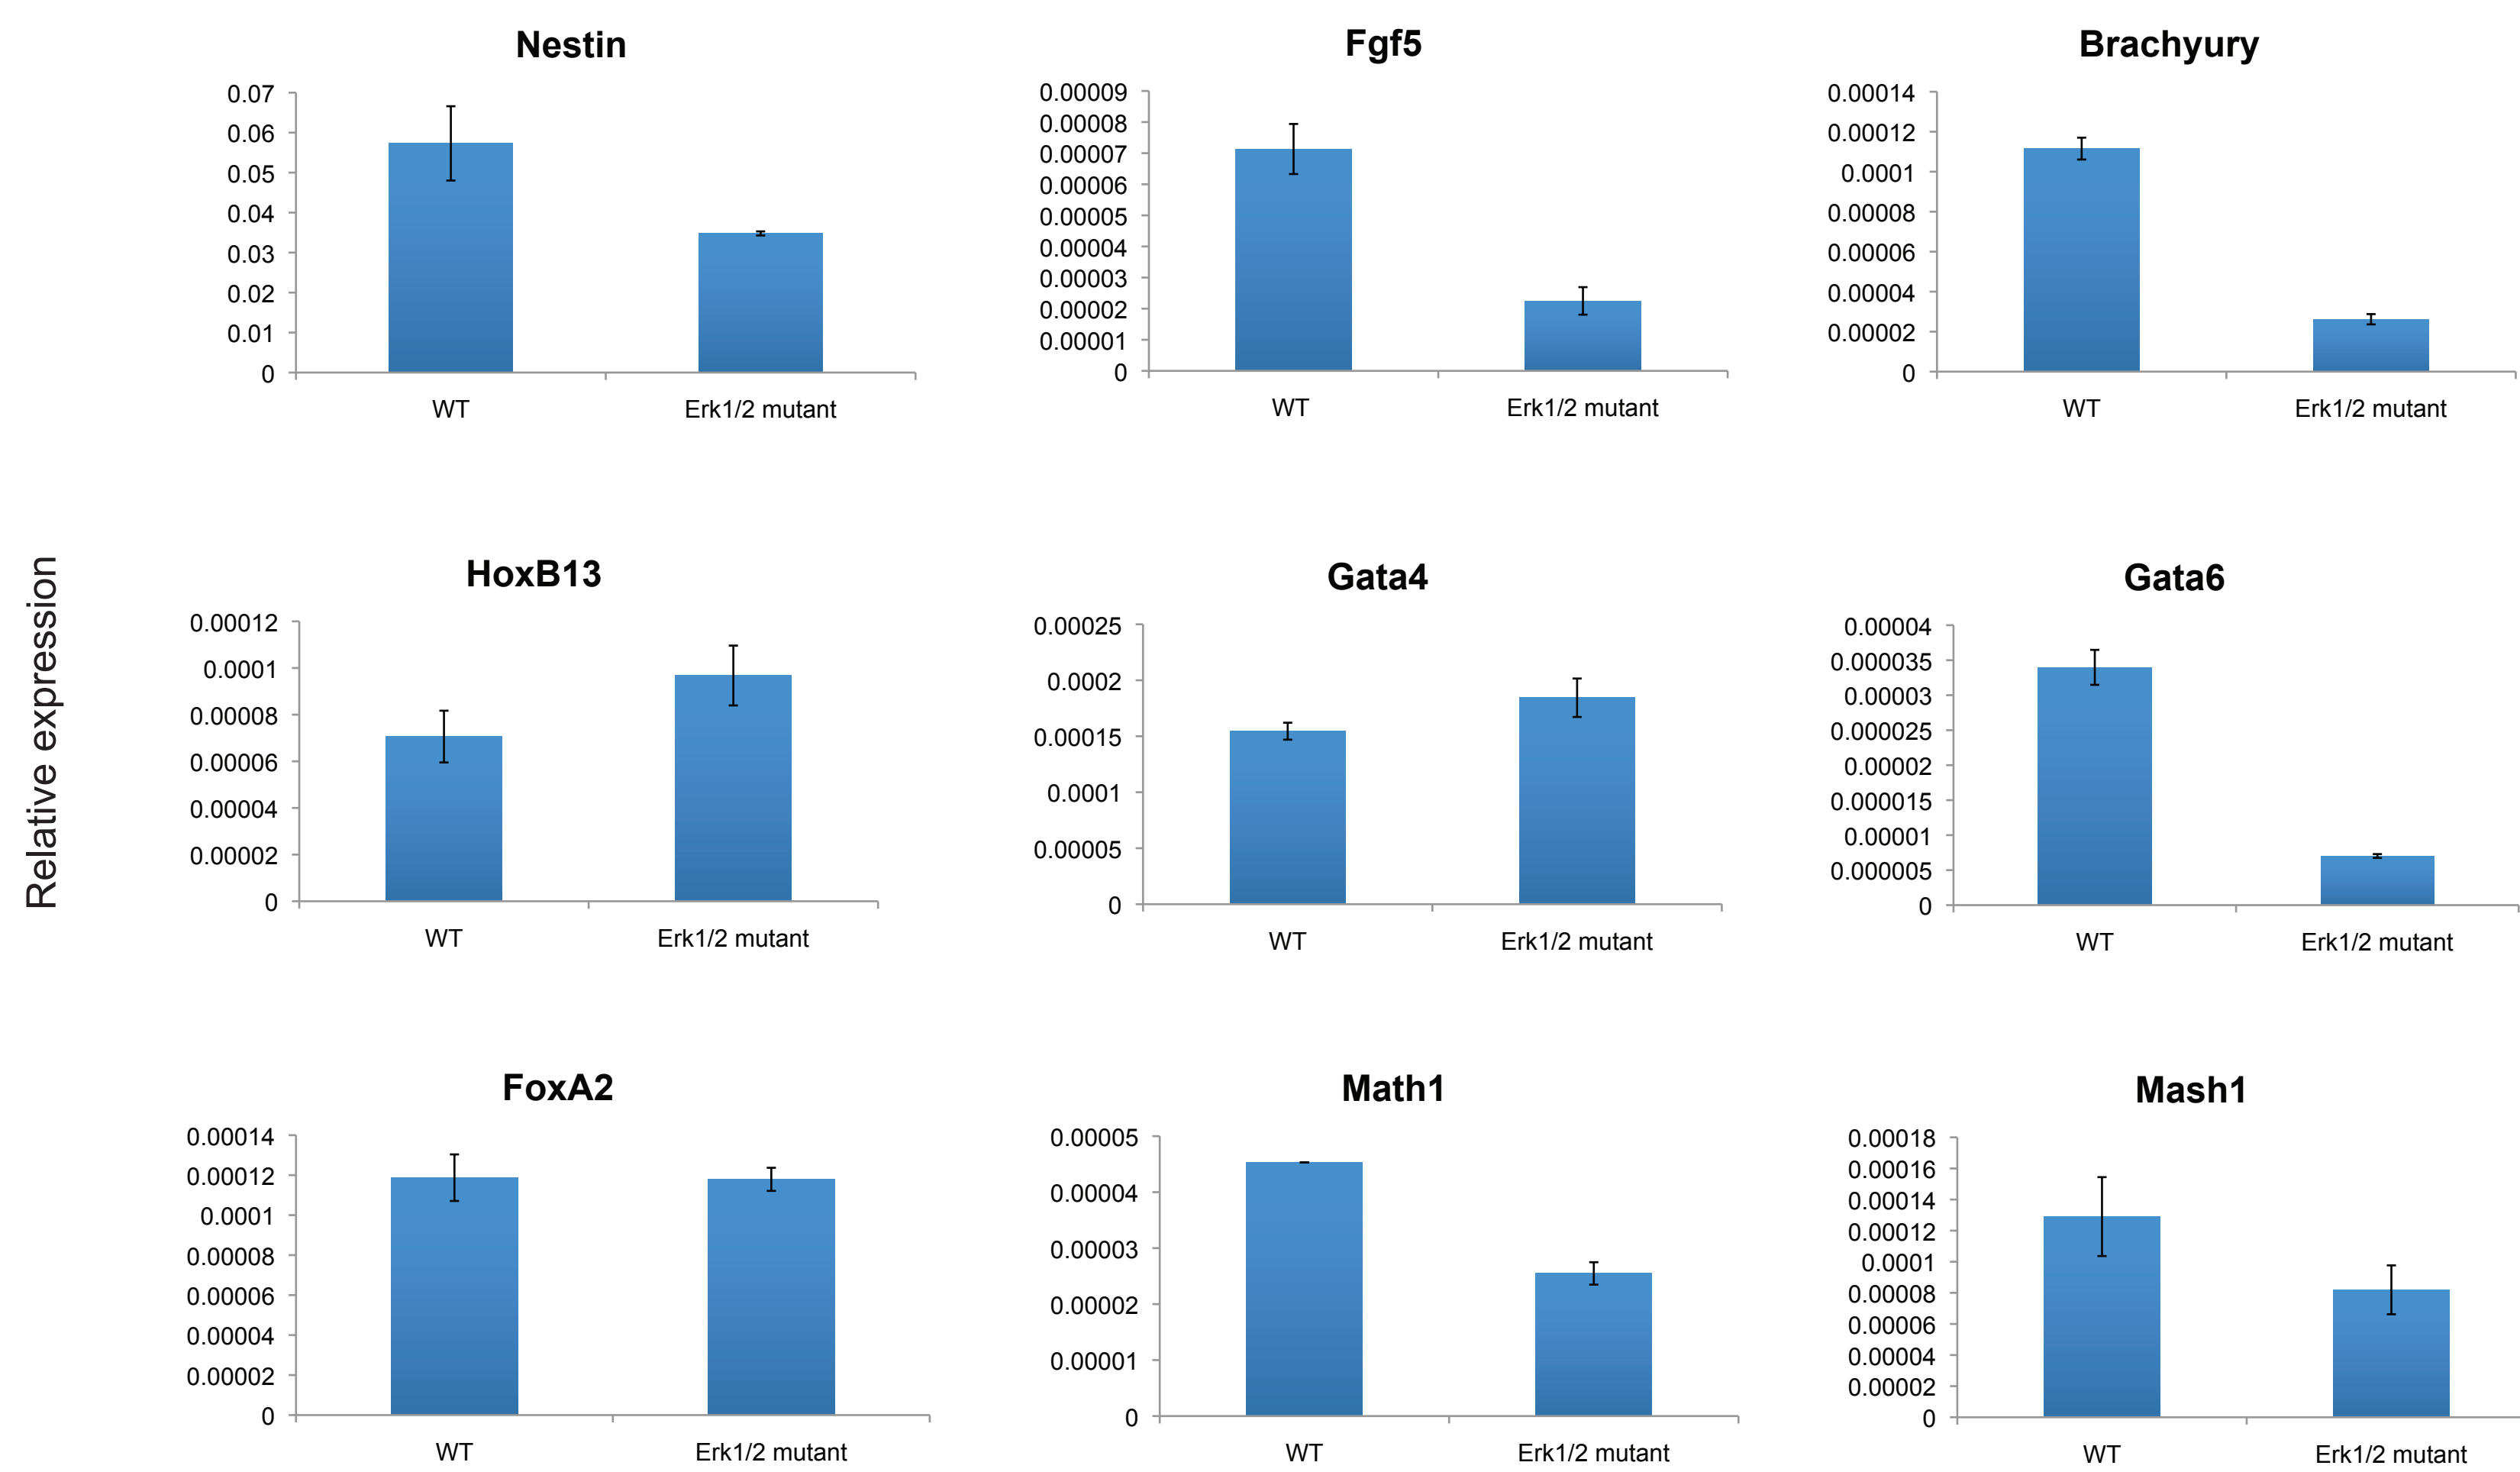 Relative expression
Nestin
0.07
0.06
0.05
0.04
0.03
0.02
0.01
0
WT
Erk1/2 mutant
Fgf5
0.00009
0.00008
0.00007
0.00006
0.00005
0.00004
0.00003
0.00002
0.00001
0
WT
Erk1/2 mutant
Brachyury
0.00014
0.00012
0.0001
0.00008
0.00006
0.00004
0.00002
0
WT
Erk1/2 mutant
HoxB13
0.00012
0.0001
0.00008
0.00006
0.00004
0.00002
0
WT
Erk1/2 mutant
Gata4
0.00025
0.0002
0.00015
0.0001
0.00005
0
WT
Erk1/2 mutant
Gata6
0.00004
0.000035
0.00003
0.000025
0.00002
0.000015
0.00001
0.000005
0
WT
Erk1/2 mutant
FoxA2
0.00014
0.00012
0.0001
0.00008
0.00006
0.00004
0.00002
0
WT
Erk1/2 mutant
Math1
0.00005
0.00004
0.00003
0.00002
0.00001
0
WT
Erk1/2 mutant
Mash1
0.00018
0.00016
0.00014
0.00012
0.0001
0.00008
0.00006
0.00004
0.00002
0
WT
Erk1/2 mutant